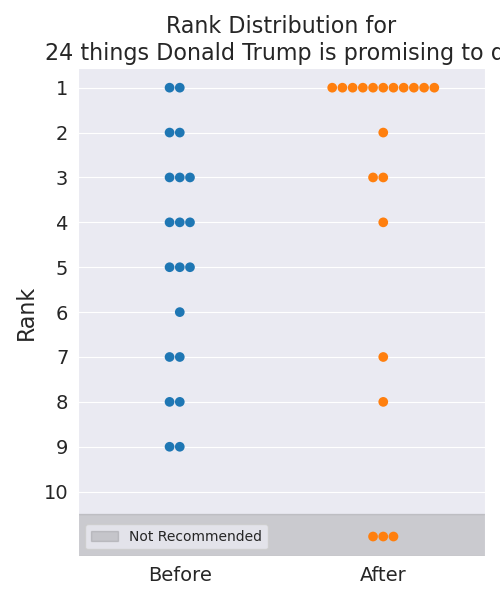 Rank Distribution for
24 things Donald Trump is promising to
1
2
3
4
5
6
7
8
9
10
Rank
Not Recommended
Before After